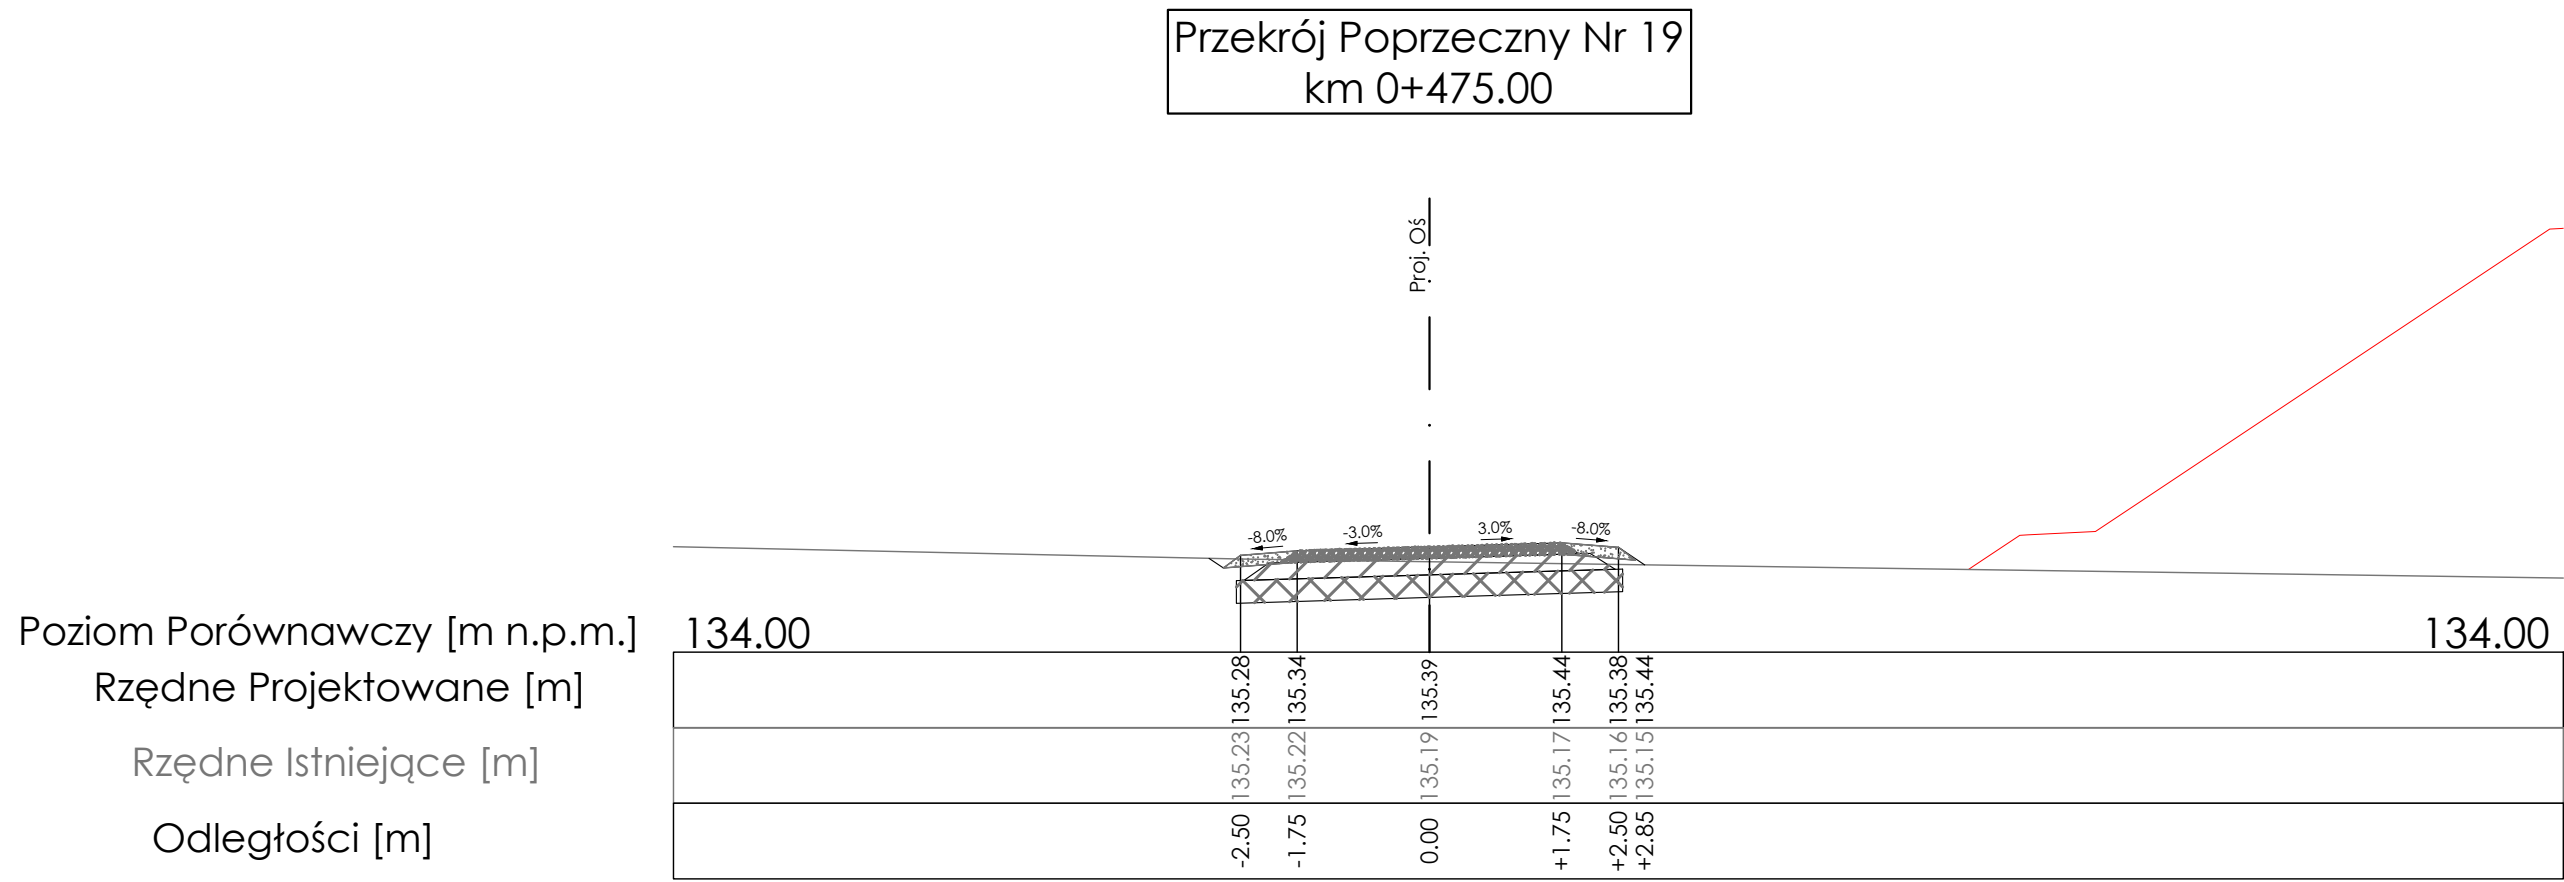 Przekrój Poprzeczny Nr 19
km 0+475.00
Proj. Oś
-8.0% -3.0% 3.0% -8.0%
Poziom Porównawczy [m n.p.m.] 134.00 134.00
Rzędne Projektowane [m] 135.28 135.34 135.39 135.44 135.38 135.44
Rzędne Istniejące [m] 135.23 135.22 135.19 135.17 135.16 135.15
Odległości [m] -2.50 -1.75 0.00 +1.75 +2.50 +2.85